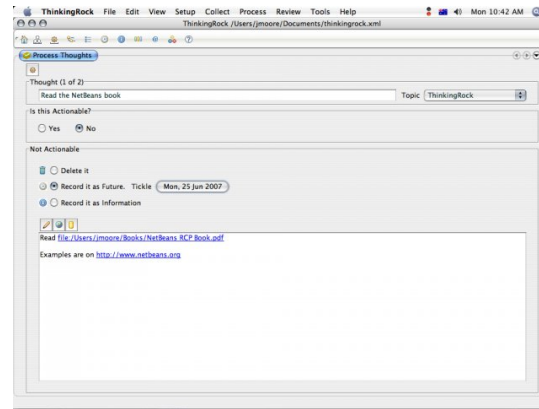 ThinkingRock File Edit View Setup Collect Process Review Tools Help Mon 10:42 AM
ThinkingRock /Users/jmoore/Documents/thinkingrock.xml
Process Thoughts
Thought (1 of 2)
Read the NetBeans book Topic ThinkingRock
Is this Actionable?
Yes No
Not Actionable
Delete it
Record it as Future. Tickle Mon, 25 Jun 2007
Record it as Information
Read file:/Users/jmoore/Books/NetBeans RCP Book.pdf
Examples are on http://www.netbeans.org